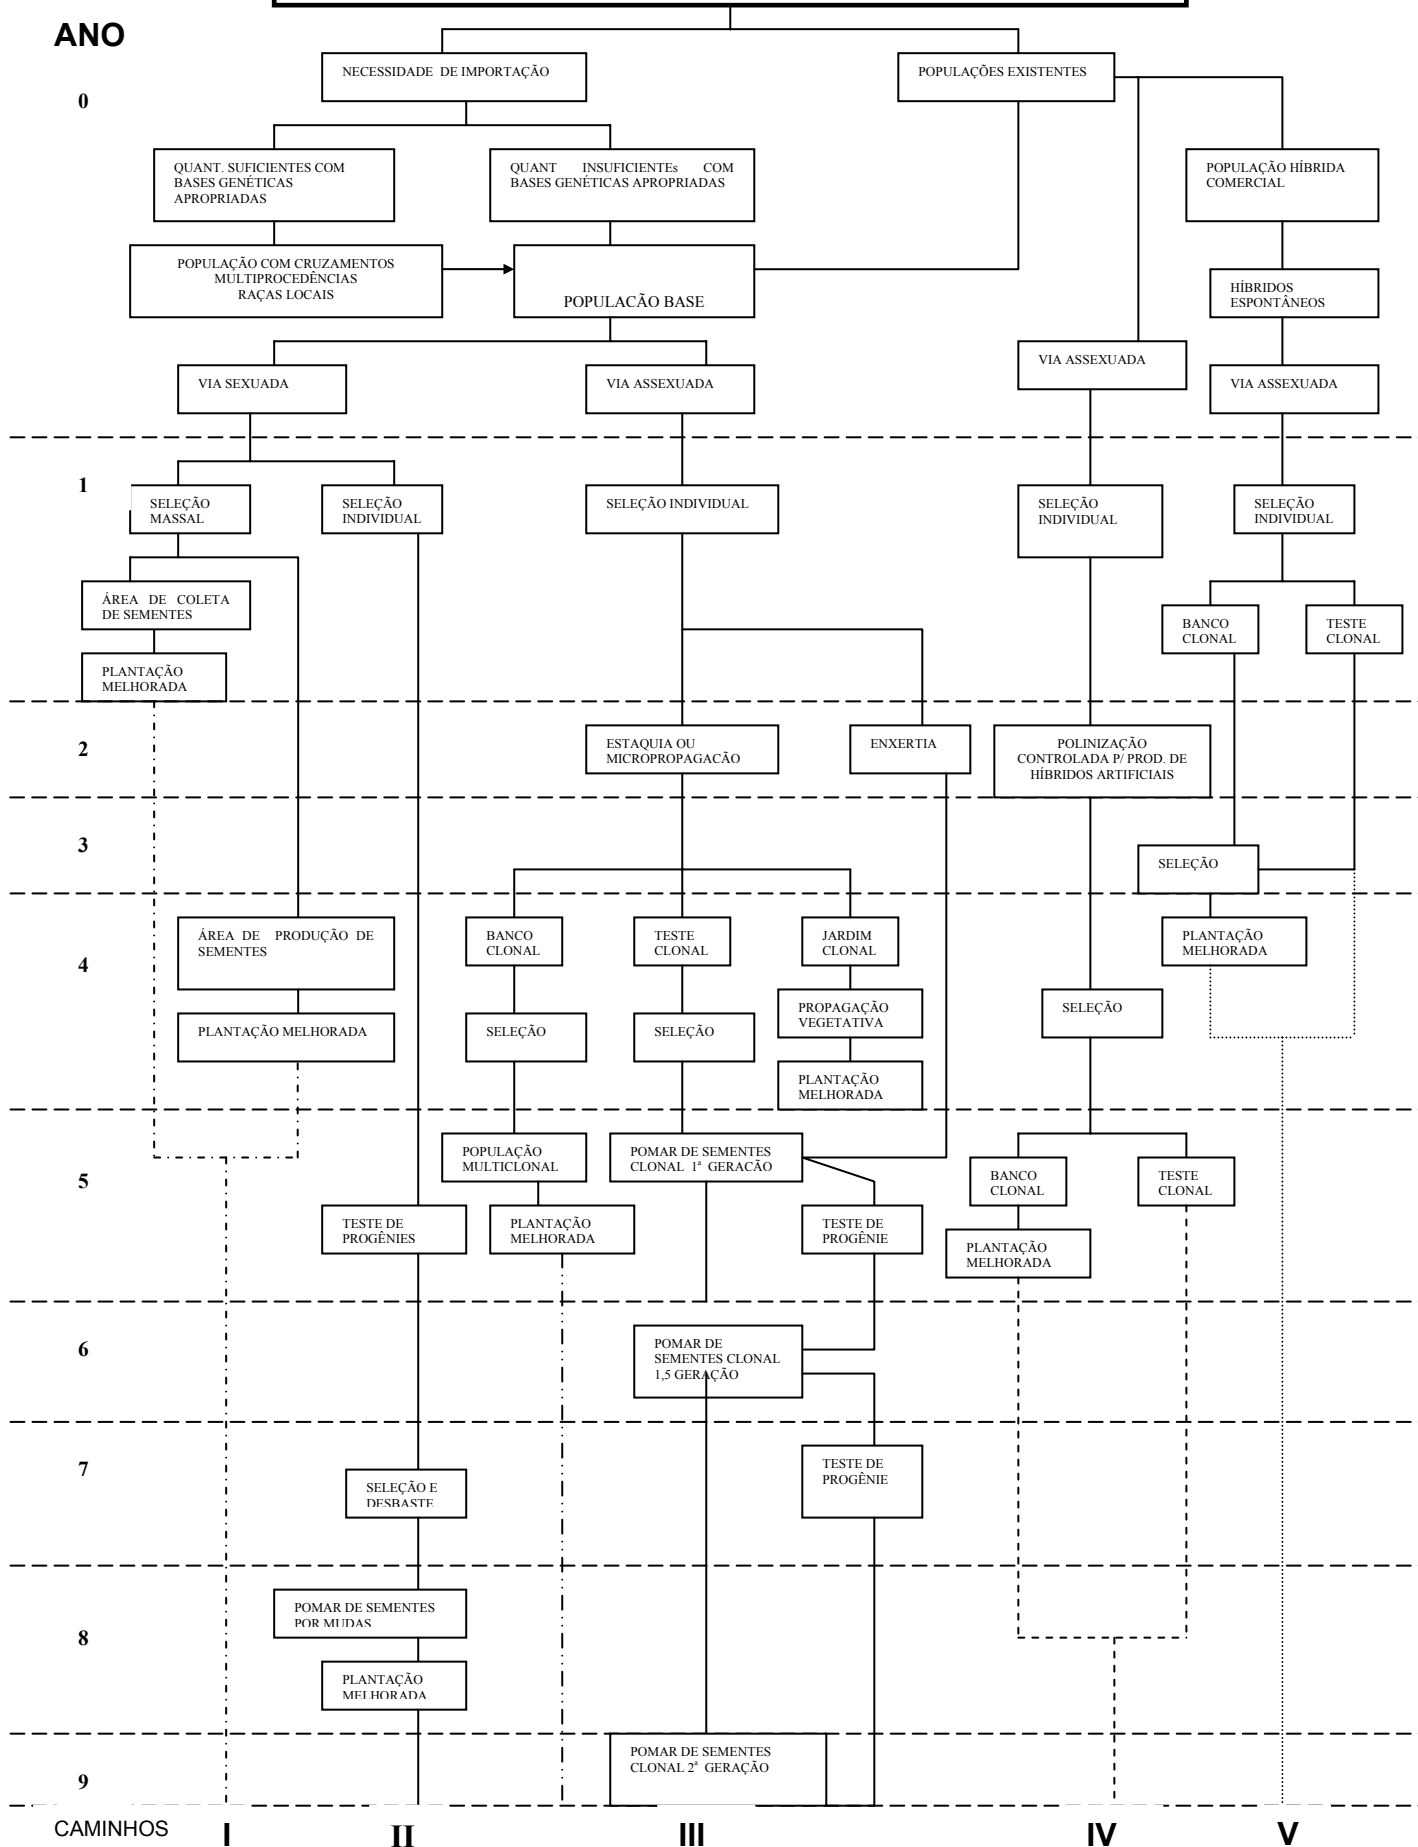 ANO
NECESSIDADE DE IMPORTAÇÃO
POPULAÇÕES EXISTENTES
0
QUANT. SUFICIENTES COM
BASES GENÉTICAS
APROPRIADAS
QUANT INSUFICIENTEs COM
BASES GENÉTICAS APROPRIADAS
POPULAÇÃO HÍBRIDA
COMERCIAL
POPULAÇÃO COM CRUZAMENTOS
MULTIPROCEDÊNCIAS
RAÇAS LOCAIS
POPULACÃO BASE
HÍBRIDOS
ESPONTÂNEOS
VIA SEXUADA
VIA ASSEXUADA
VIA ASSEXUADA
VIA ASSEXUADA
1
SELEÇÃO
MASSAL
SELEÇÃO
INDIVIDUAL
SELEÇÃO INDIVIDUAL
SELEÇÃO
INDIVIDUAL
SELEÇÃO
INDIVIDUAL
ÁREA DE COLETA
DE SEMENTES
BANCO
CLONAL
TESTE
CLONAL
PLANTAÇÃO
MELHORADA
2
ESTAQUIA OU
MICROPROPAGACÃO
ENXERTIA
POLINIZAÇÃO
CONTROLADA P/ PROD. DE
HÍBRIDOS ARTIFICIAIS
3
SELEÇÃO
4
ÁREA DE PRODUÇÃO DE
SEMENTES
BANCO
CLONAL
TESTE
CLONAL
JARDIM
CLONAL
PLANTAÇÃO
MELHORADA
PLANTAÇÃO MELHORADA
SELEÇÃO
SELEÇÃO
PROPAGAÇÃO
VEGETATIVA
SELEÇÃO
PLANTAÇÃO
MELHORADA
5
POPULAÇÃO
MULTICLONAL
POMAR DE SEMENTES
CLONAL 1ª GERACÃO
BANCO
CLONAL
TESTE
CLONAL
TESTE DE
PROGÊNIES
PLANTAÇÃO
MELHORADA
TESTE DE
PROGÊNIE
PLANTAÇÃO
MELHORADA
6
POMAR DE
SEMENTES CLONAL
1,5 GERAÇÃO
7
SELEÇÃO E
DESBASTE
TESTE DE
PROGÊNIE
8
POMAR DE SEMENTES
POR MUDAS
PLANTAÇÃO
MELHORADA
9
POMAR DE SEMENTES
CLONAL 2ª GERAÇÃO
CAMINHOS I II III IV V